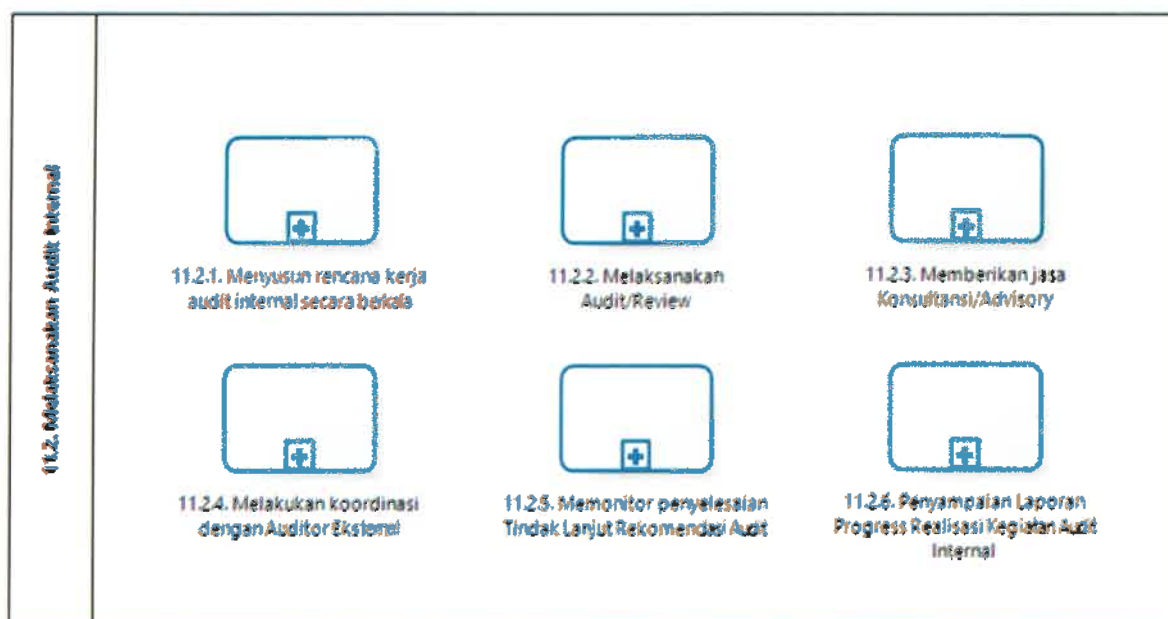 11.2. Melaksanakan Audit Internal
11.2.1. Menyusun rencana kerja
audit internal secara berkala
11.2.2. Melaksanakan
Audit/Review
11.2.3. Memberikan jasa
Konsultansi/Advisory
11.2.4. Melakukan koordinasi
dengan Auditor Eksternal
11.2.5. Memonitor penyelesaian
Tindak Lanjut Rekomendasi Audit
11.2.6. Penyampaian Laporan
Progress Realisasi Kegiatan Audit
Internal